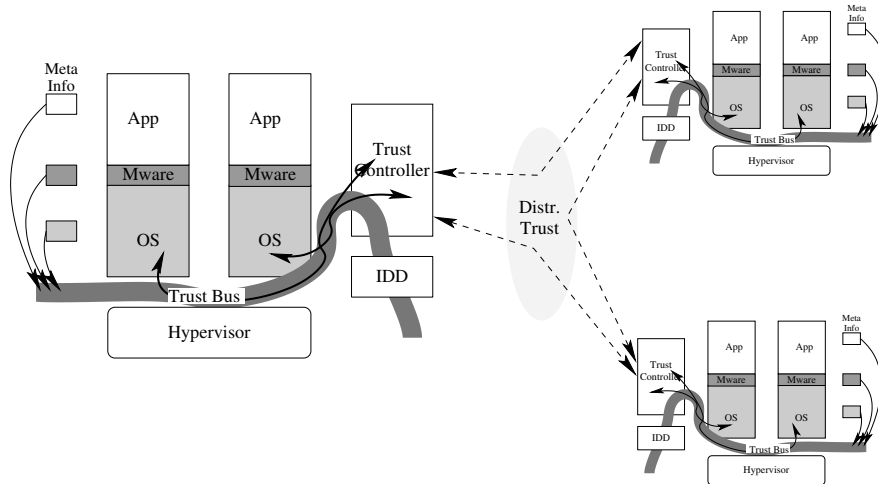 Meta
Info
App
App
Mware
Mware
OS
OS
Trust
Controller
IDD
Trust Bus
Hypervisor
Distr.
Trust
Trust
Controller
IDD
App
App
Mware
Mware
OS
OS
Trust Bus
Hypervisor
Meta
Info
Trust
Controller
IDD
App
App
Mware
Mware
OS
OS
Trust Bus
Hypervisor
Meta
Info